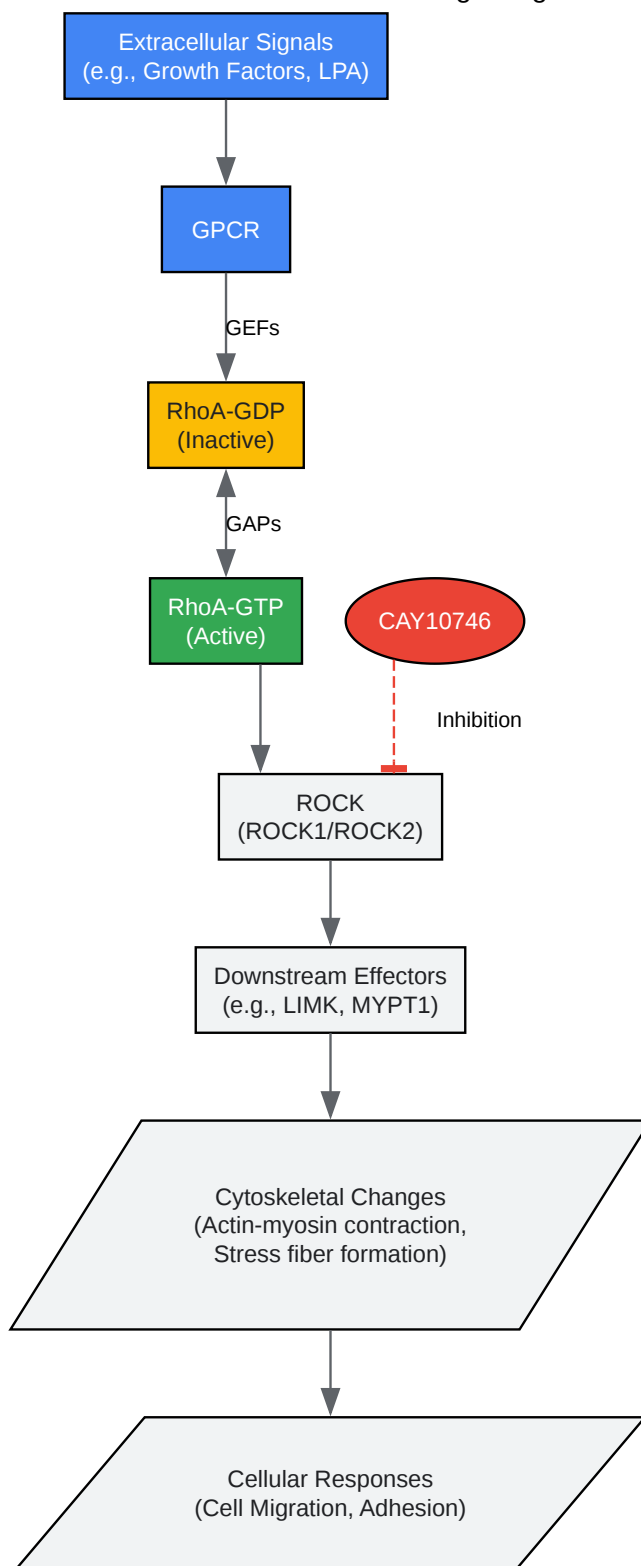 Extracellular Signals
(e.g., Growth Factors, LPA)
GPCR
GEFs
RhoA-GDP
(Inactive)
GAPs
RhoA-GTP
(Active)
CAY10746
Inhibition
ROCK
(ROCK1/ROCK2)
Downstream Effectors
(e.g., LIMK, MYPT1)
Cytoskeletal Changes
(Actin-myosin contraction,
Stress fiber formation)
Cellular Responses
(Cell Migration, Adhesion)